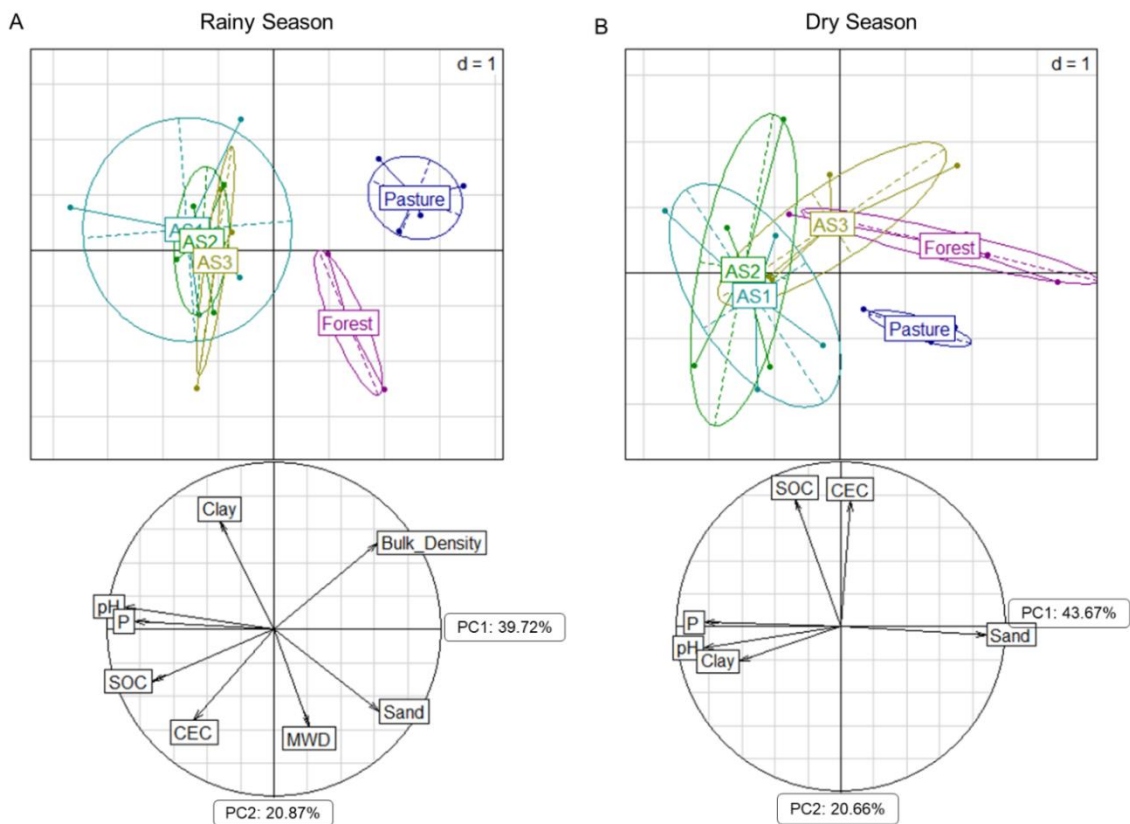 A
Rainy Season
d = 1
Pasture
AS1
AS2
AS3
Forest
Clay
Bulk_Density
pH
P
PC1: 39.72%
SOC
CEC
MWD
Sand
PC2: 20.87%
B
Dry Season
d = 1
AS3
Forest
AS2
AS1
Pasture
SOC
CEC
PC1: 43.67%
P
Sand
pH
Clay
PC2: 20.66%